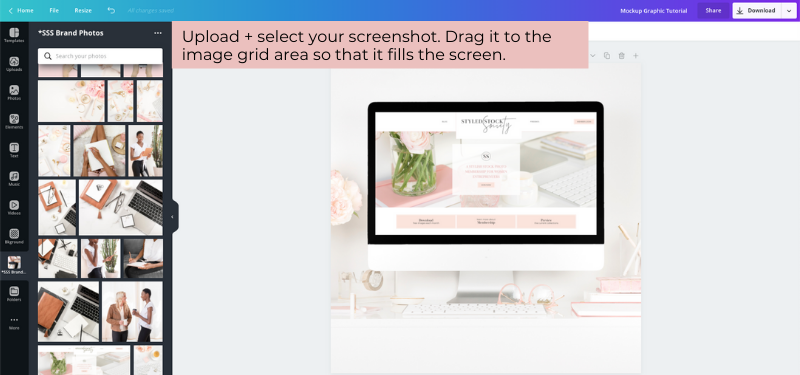 Home File Resize All changes saved Mockup Graphic Tutorial Share Download
*SSS Brand Photos
Upload + select your screenshot. Drag it to the
image grid area so that it fills the screen.
Search your photos
Templates
Uploads
Photos
Elements
Text
Music
Videos
Bkground
*SSS Brand...
Folders
More
STYLED STOCK
Society
SS